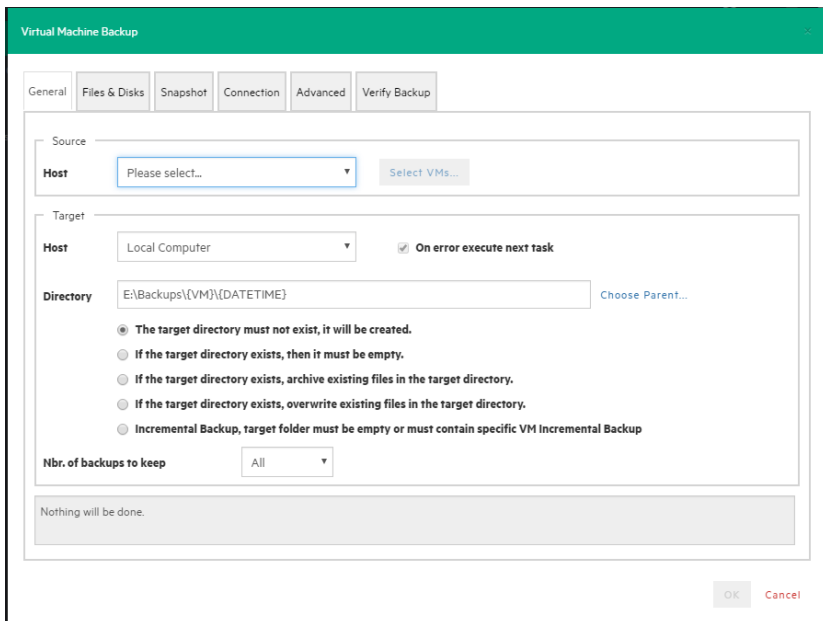 Virtual Machine Backup
General Files & Disks Snapshot Connection Advanced Verify Backup
Source
Host Please select... Select VMs...
Target
Host Local Computer On error execute next task
Directory E:\Backups\{VM}\{DATETIME} Choose Parent...
The target directory must not exist, it will be created.
If the target directory exists, then it must be empty.
If the target directory exists, archive existing files in the target directory.
If the target directory exists, overwrite existing files in the target directory.
Incremental Backup, target folder must be empty or must contain specific VM Incremental Backup
Nbr. of backups to keep All
Nothing will be done.
OK Cancel